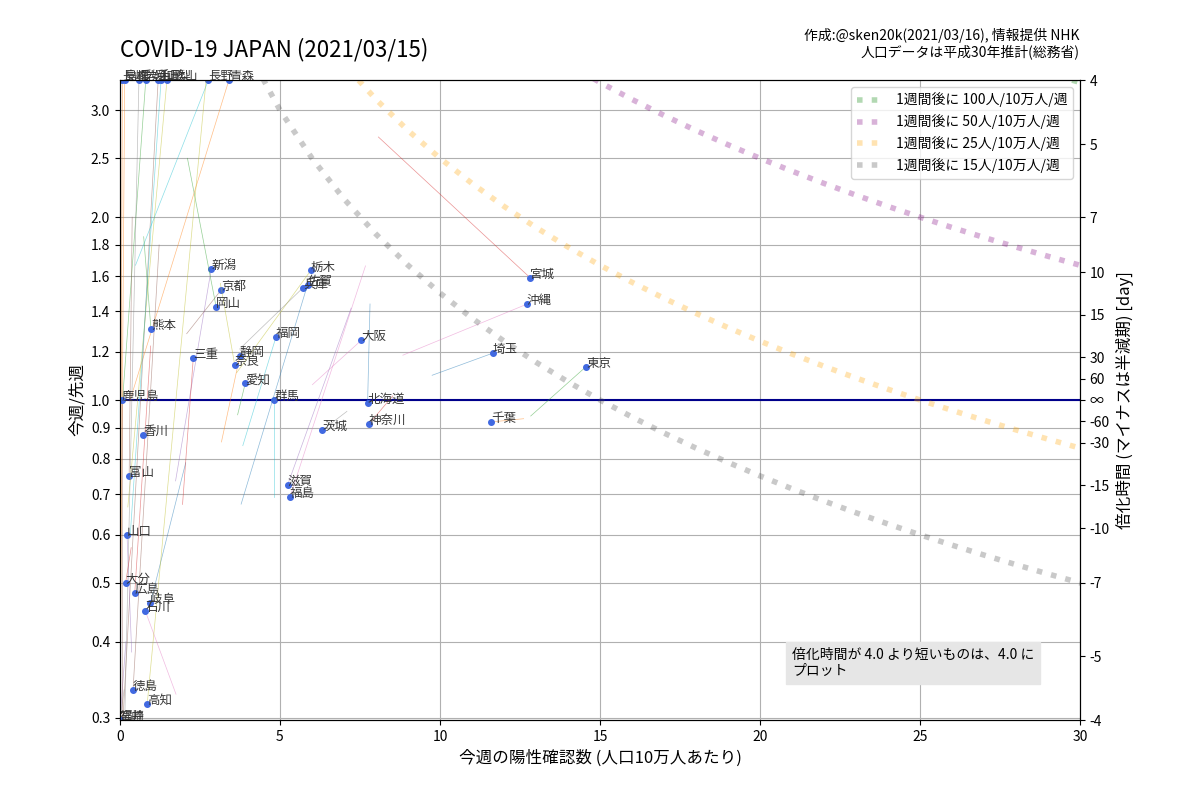 作成:@sken20k(2021/03/16), 情報提供 NHK
人口データは平成30年推計(総務省)
COVID-19 JAPAN (2021/03/15)
長野
青森
4
1週間後に 100人/10万人/週
1週間後に 50人/10万人/週
1週間後に 25人/10万人/週
1週間後に 15人/10万人/週
3.0
5
2.5
2.0
7
1.8
新潟
栃木
10
1.6
宮城
佐賀
京都
沖縄
岡山
1.4
15
熊本
福岡
大阪
埼玉
1.2
三重
静岡
奈良
東京
30
愛知
60
鹿児島
群馬
北海道
1.0
∞
神奈川
千葉
茨城
香川
0.9
-60
-30
0.8
富山
滋賀
福島
0.7
-15
山口
0.6
-10
大分
広島
0.5
-7
岐阜
石川
0.4
倍化時間が 4.0 より短いものは、4.0 に
プロット
-5
徳島
高知
0.3
-4
0
5
10
15
20
25
30
今週/先週
倍化時間 (マイナスは半減期) [day]
今週の陽性確認数 (人口10万人あたり)